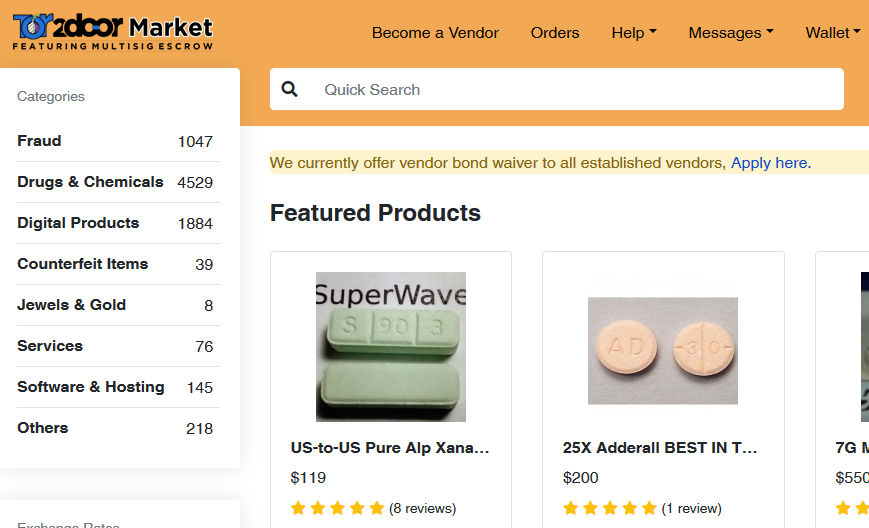 Tor2door Market
FEATURING MULTISIG ESCROW
Become a Vendor Orders Help Messages Wallet
Quick Search
Categories
Fraud 1047
Drugs & Chemicals 4529
Digital Products 1884
Counterfeit Items 39
Jewels & Gold 8
Services 76
Software & Hosting 145
Others 218
We currently offer vendor bond waiver to all established vendors, Apply here.
Featured Products
SuperWave
S 90 3
AD 30
US-to-US Pure Alp Xana...
$119
(8 reviews)
25X Adderall BEST IN T...
$200
(1 review)
7G
$550
Exchange Rates